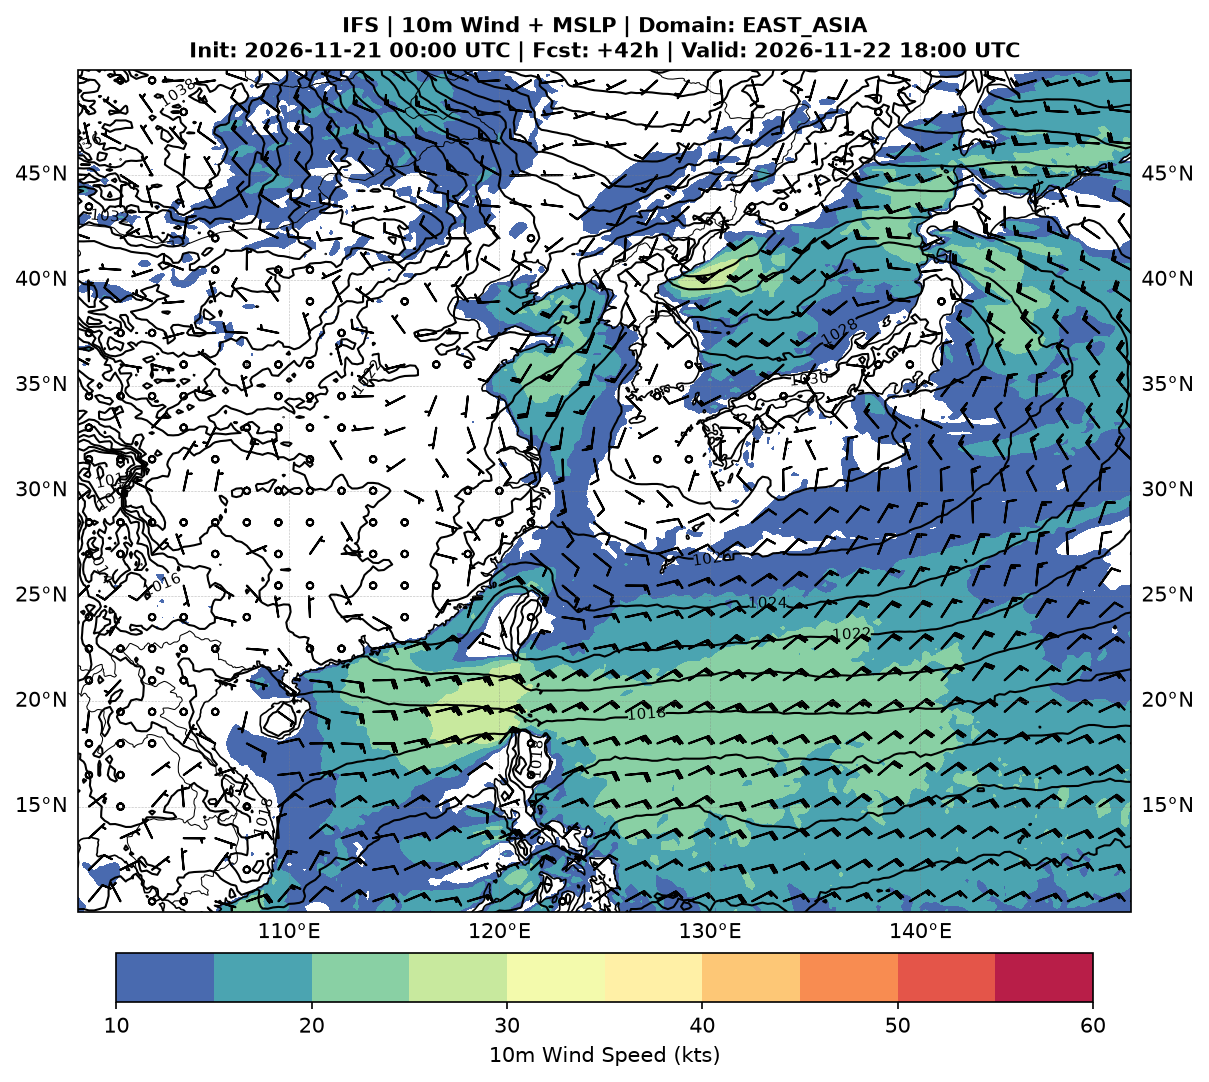 IFS | 10m Wind + MSLP | Domain: EAST_ASIA
Init: 2026-11-21 00:00 UTC | Fcst: +42h | Valid: 2026-11-22 18:00 UTC
1038
45°N
45°N
40°N
40°N
1028
35°N
1030
35°N
30°N
30°N
25°N
1016
1024
25°N
1022
20°N
1018
20°N
1018
15°N
1018
15°N
110°E
120°E
130°E
140°E
10
20
30
40
50
60
10m Wind Speed (kts)